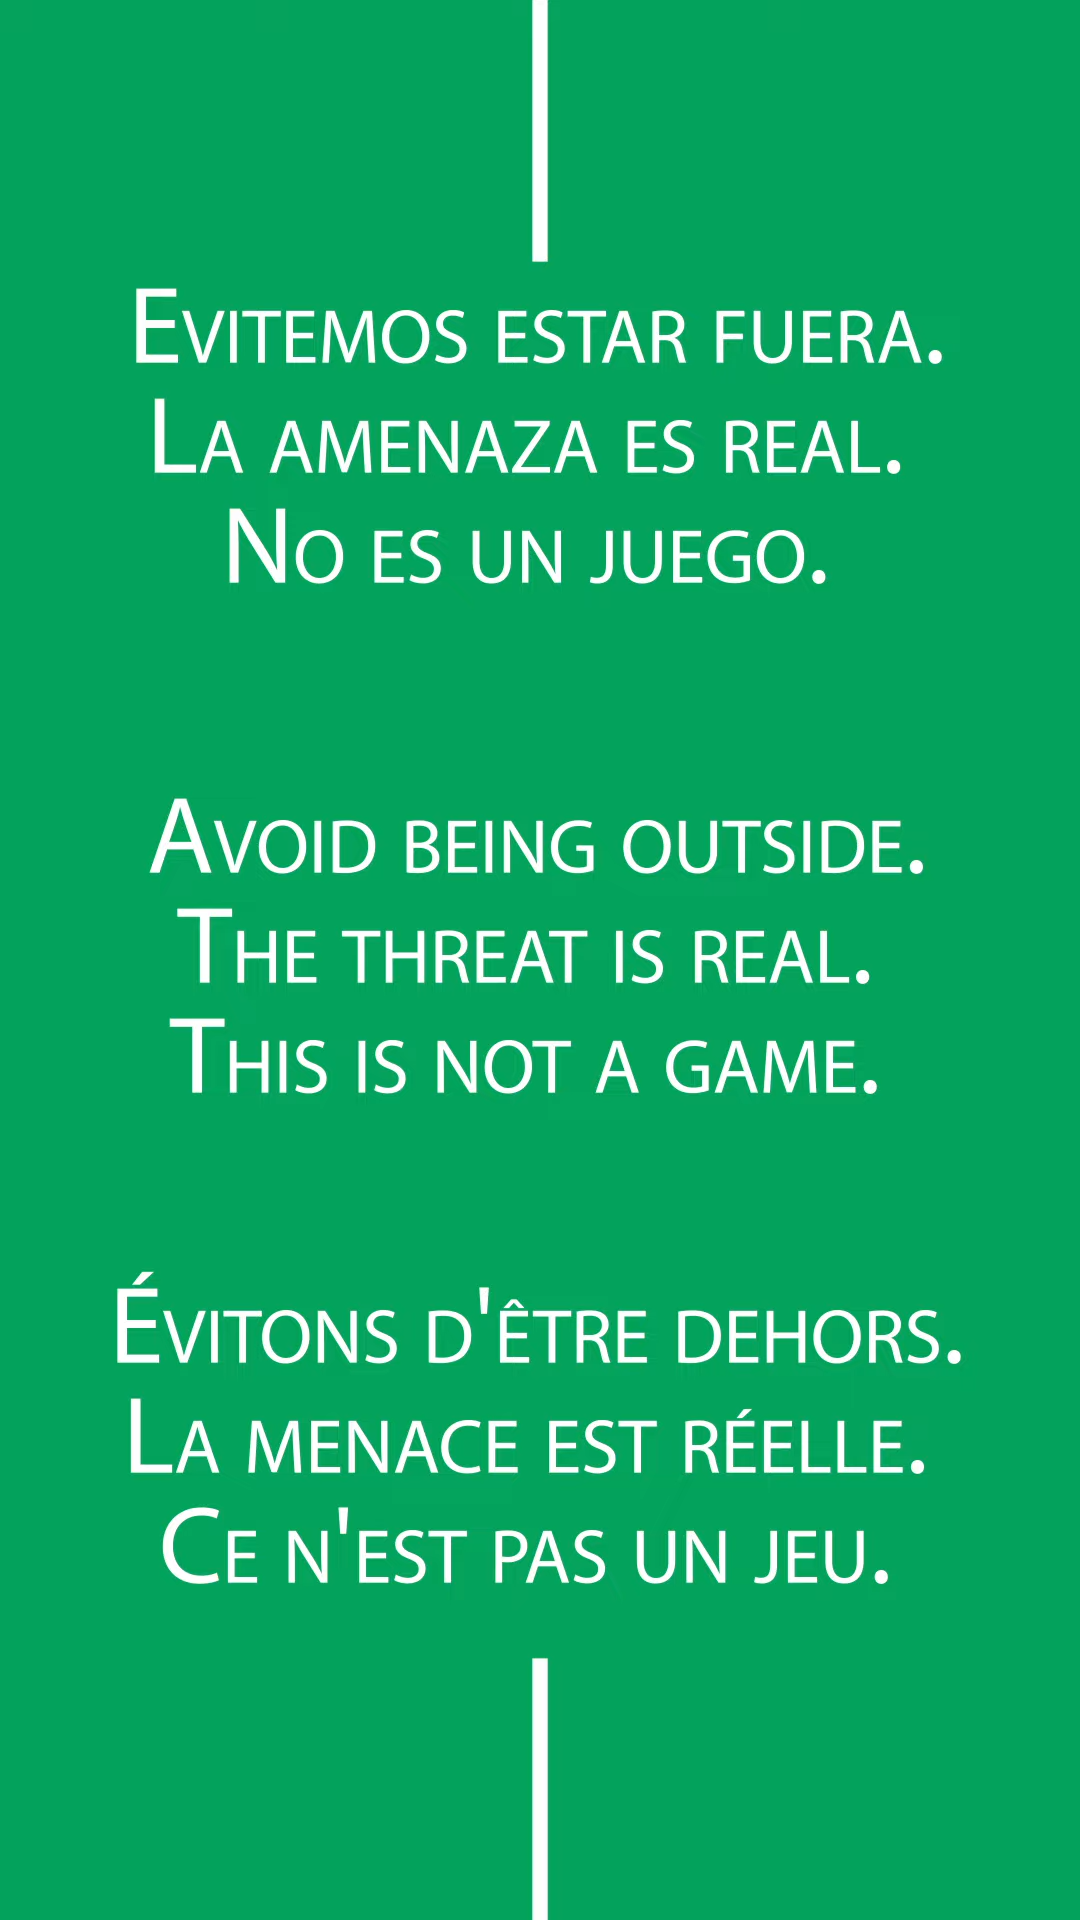 Evitemos estar fuera.
La amenaza es real.
No es un juego.
Avoid being outside.
The threat is real.
This is not a game.
Évitons d'être dehors.
La menace est réelle.
Ce n'est pas un jeu.